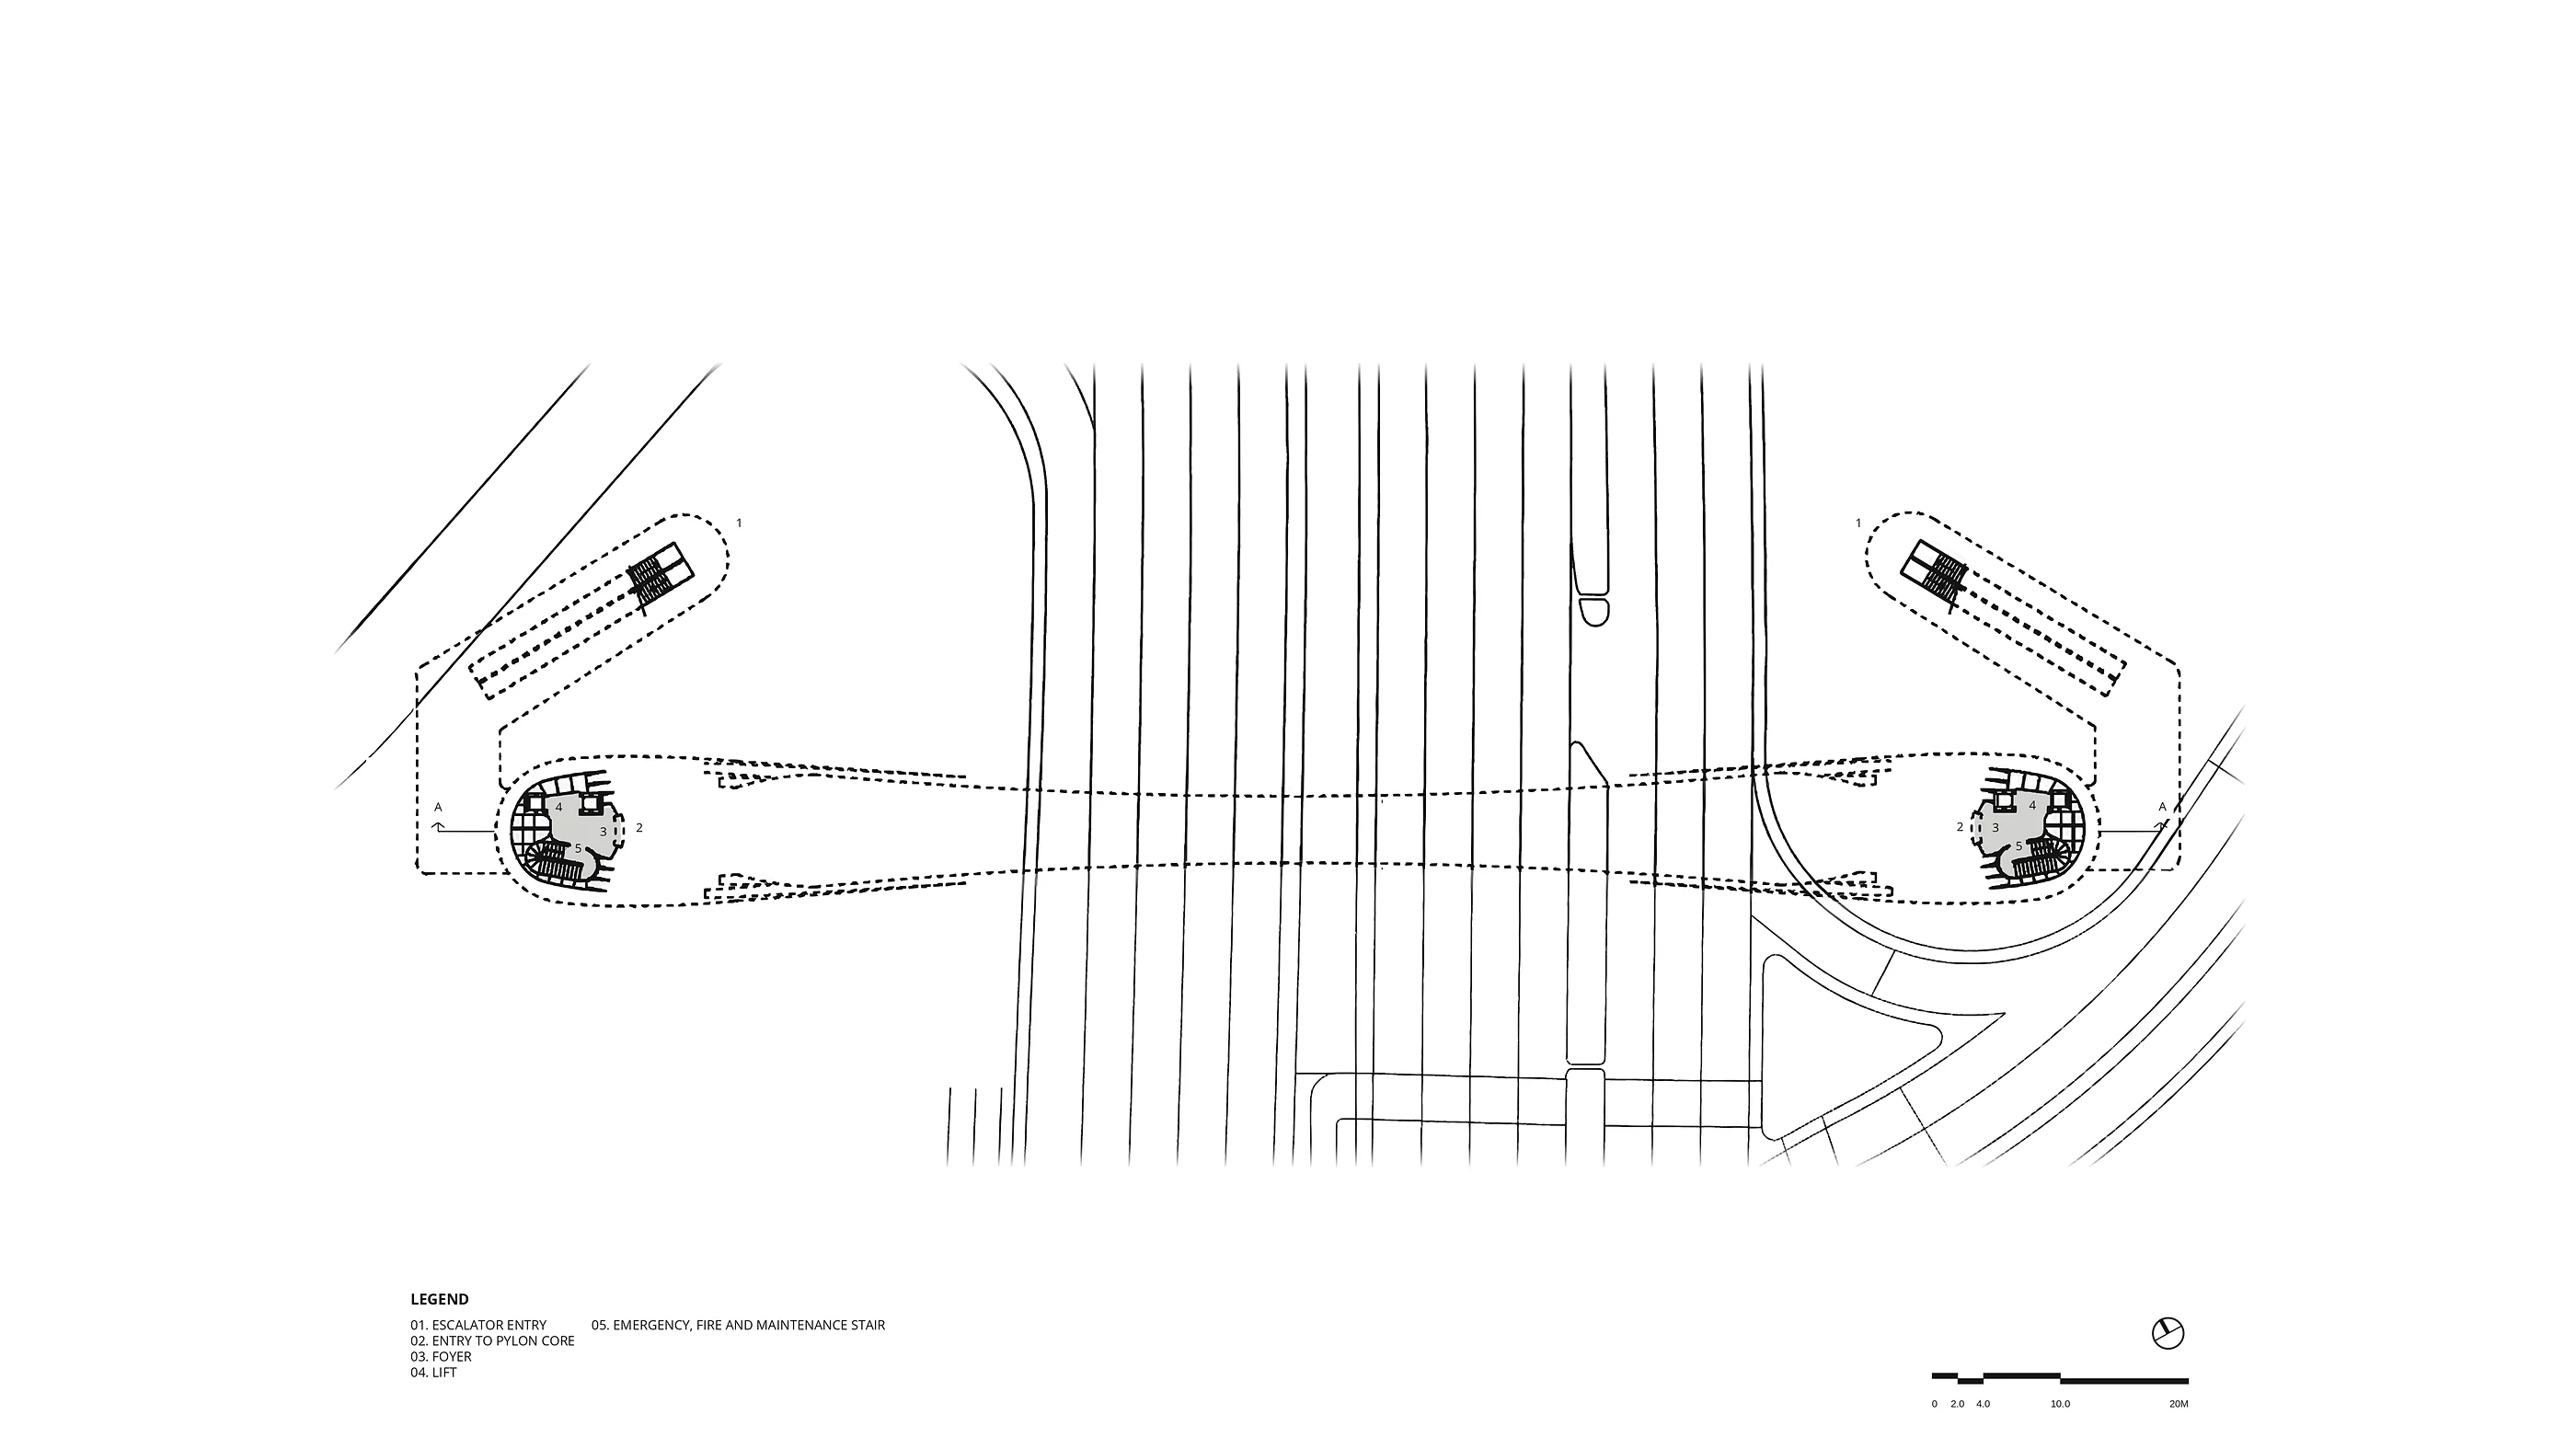 1
1
A
4
3
2
5
2
3
4
5
A
LEGEND
01. ESCALATOR ENTRY
02. ENTRY TO PYLON CORE
03. FOYER
04. LIFT
05. EMERGENCY, FIRE AND MAINTENANCE STAIR
0 2.0 4.0 10.0 20M